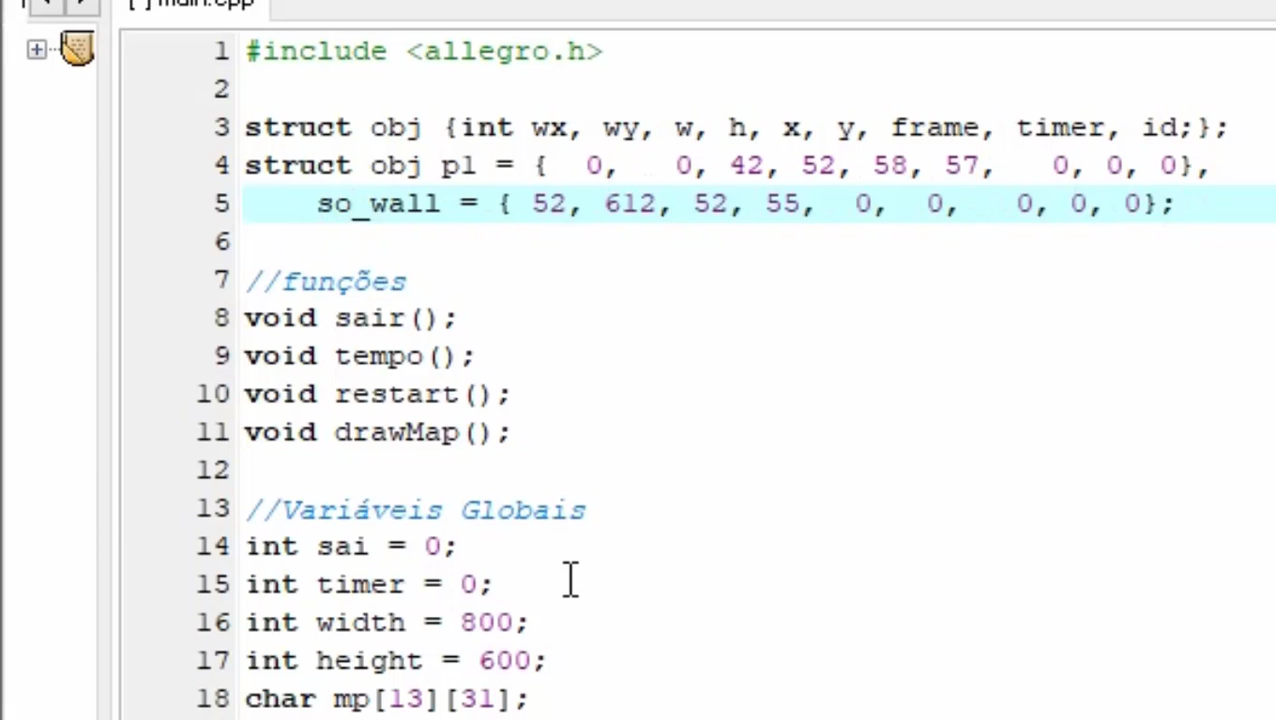 [*] main.cpp
1 #include <allegro.h>
2
3 struct obj {int wx, wy, w, h, x, y, frame, timer, id;};
4 struct obj p1 = {  0,    0, 42, 52, 58, 57,   0, 0, 0},
5     so_wall = { 52, 612, 52, 55,  0,  0,   0, 0, 0};
6
7 //funções
8 void sair();
9 void tempo();
10 void restart();
11 void drawMap();
12
13 //Variáveis Globais
14 int sai = 0;
15 int timer = 0;
16 int width = 800;
17 int height = 600;
18 char mp[13][31];